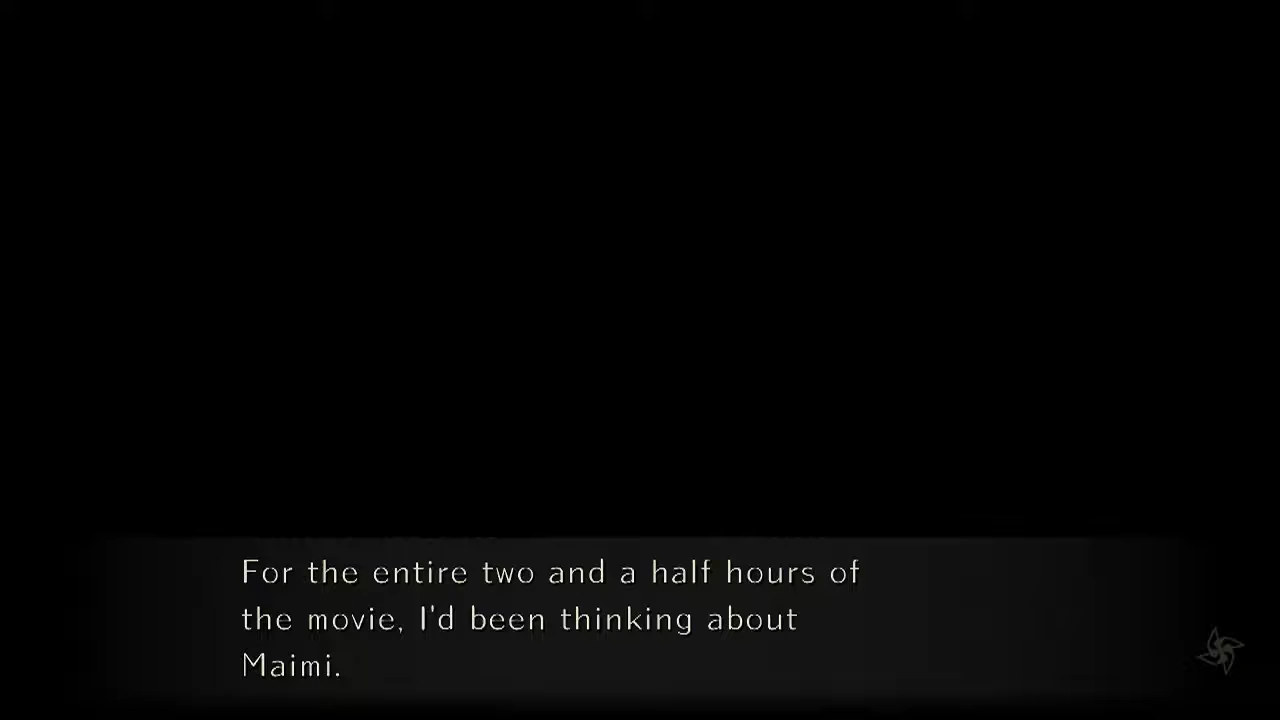 For the entire two and a half hours of
the movie, I'd been thinking about
Maimi.